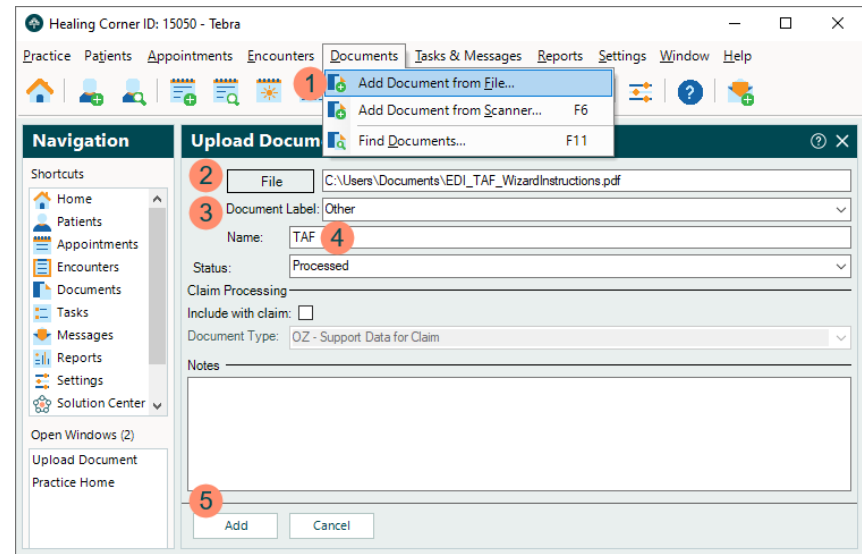 Healing Corner ID: 15050 - Tebra
Practice Patients Appointments Encounters Documents Tasks & Messages Reports Settings Window Help
1
Add Document from File...
Add Document from Scanner... F6
Find Documents... F11
Navigation
Shortcuts
Home
Patients
Appointments
Encounters
Documents
Tasks
Messages
Reports
Settings
Solution Center
Open Windows (2)
Upload Document
Practice Home
Upload Docum
2 File C:\Users\Documents\EDI_TAF_WizardInstructions.pdf
3 Document Label: Other
Name: TAF 4
Status: Processed
Claim Processing
Include with claim:
Document Type: OZ - Support Data for Claim
Notes
5
Add Cancel